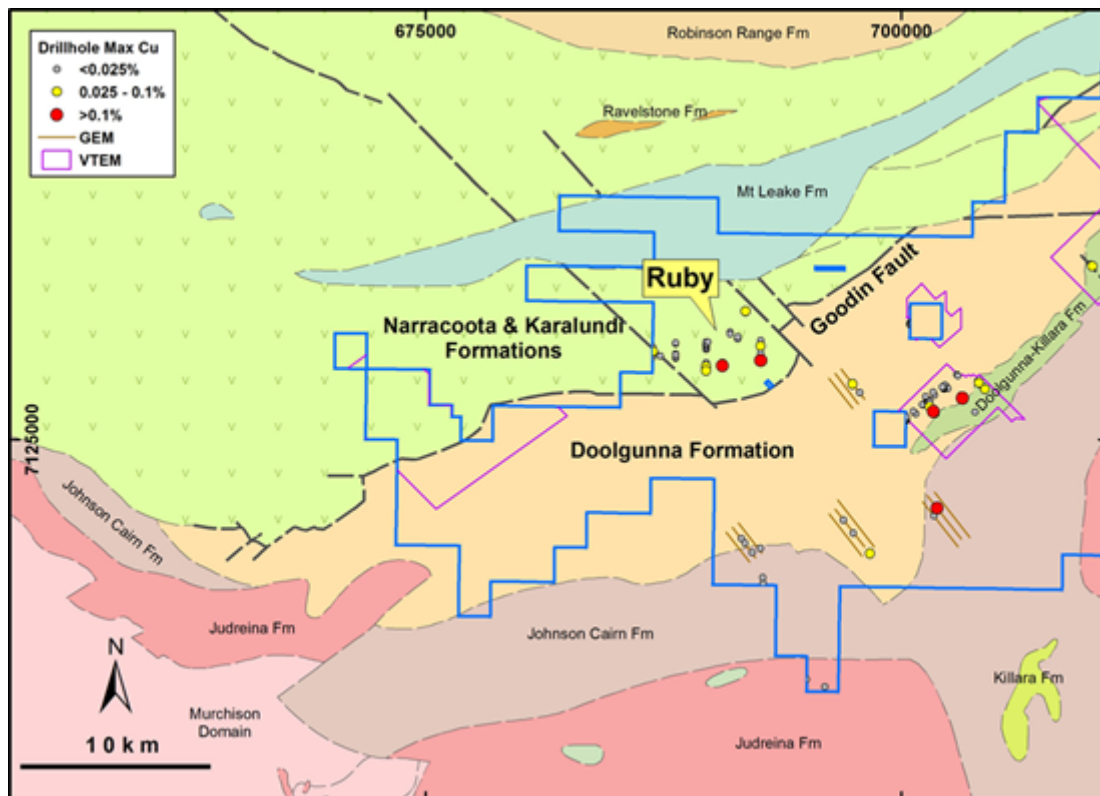 675000
700000
Robinson Range Fm
Drillhole Max Cu
<0.025%
0.025 - 0.1%
>0.1%
GEM
VTEM
Ravelstone Fm
Mt Leake Fm
Ruby
Goodin Fault
Narracoota & Karalundi
Formations
Doolgunna-Killara Fm
7125000
Doolgunna Formation
Johnson Cairn Fm
Judreina Fm
Johnson Cairn Fm
N
Killara Fm
Murchison
Domain
10 km
Judreina Fm